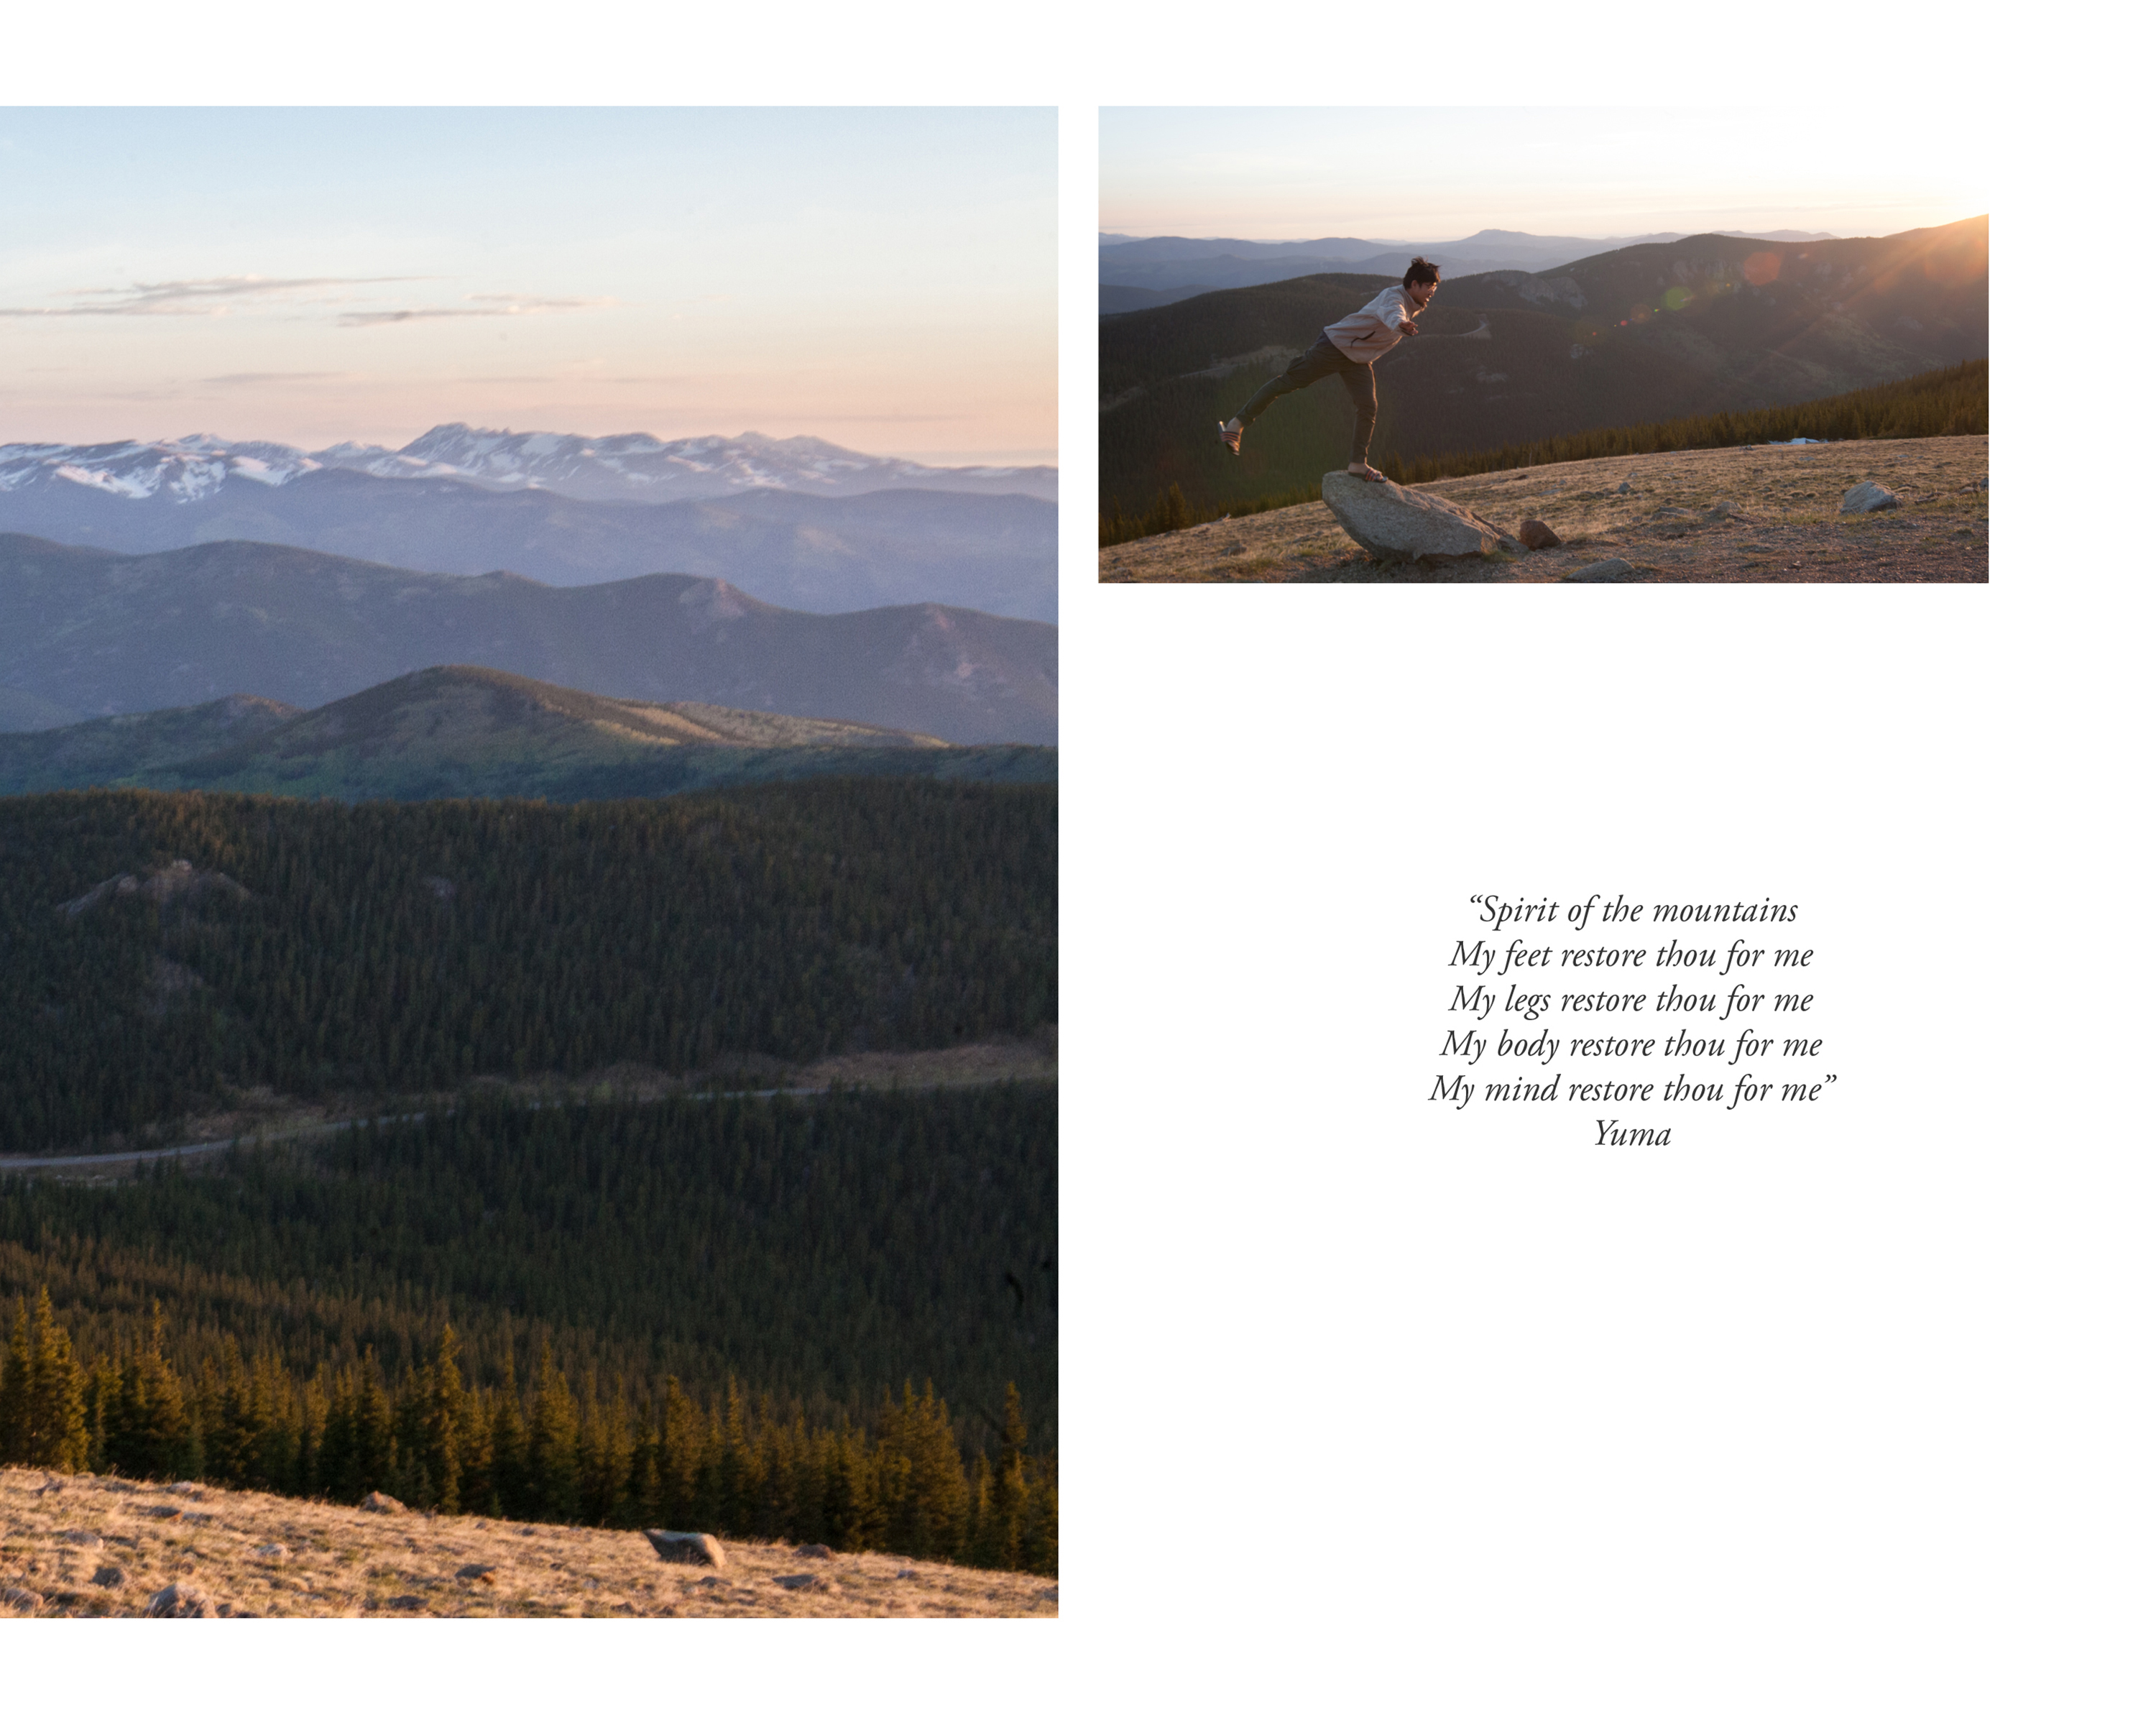 “Spirit of the mountains
My feet restore thou for me
My legs restore thou for me
My body restore thou for me
My mind restore thou for me”
Yuma